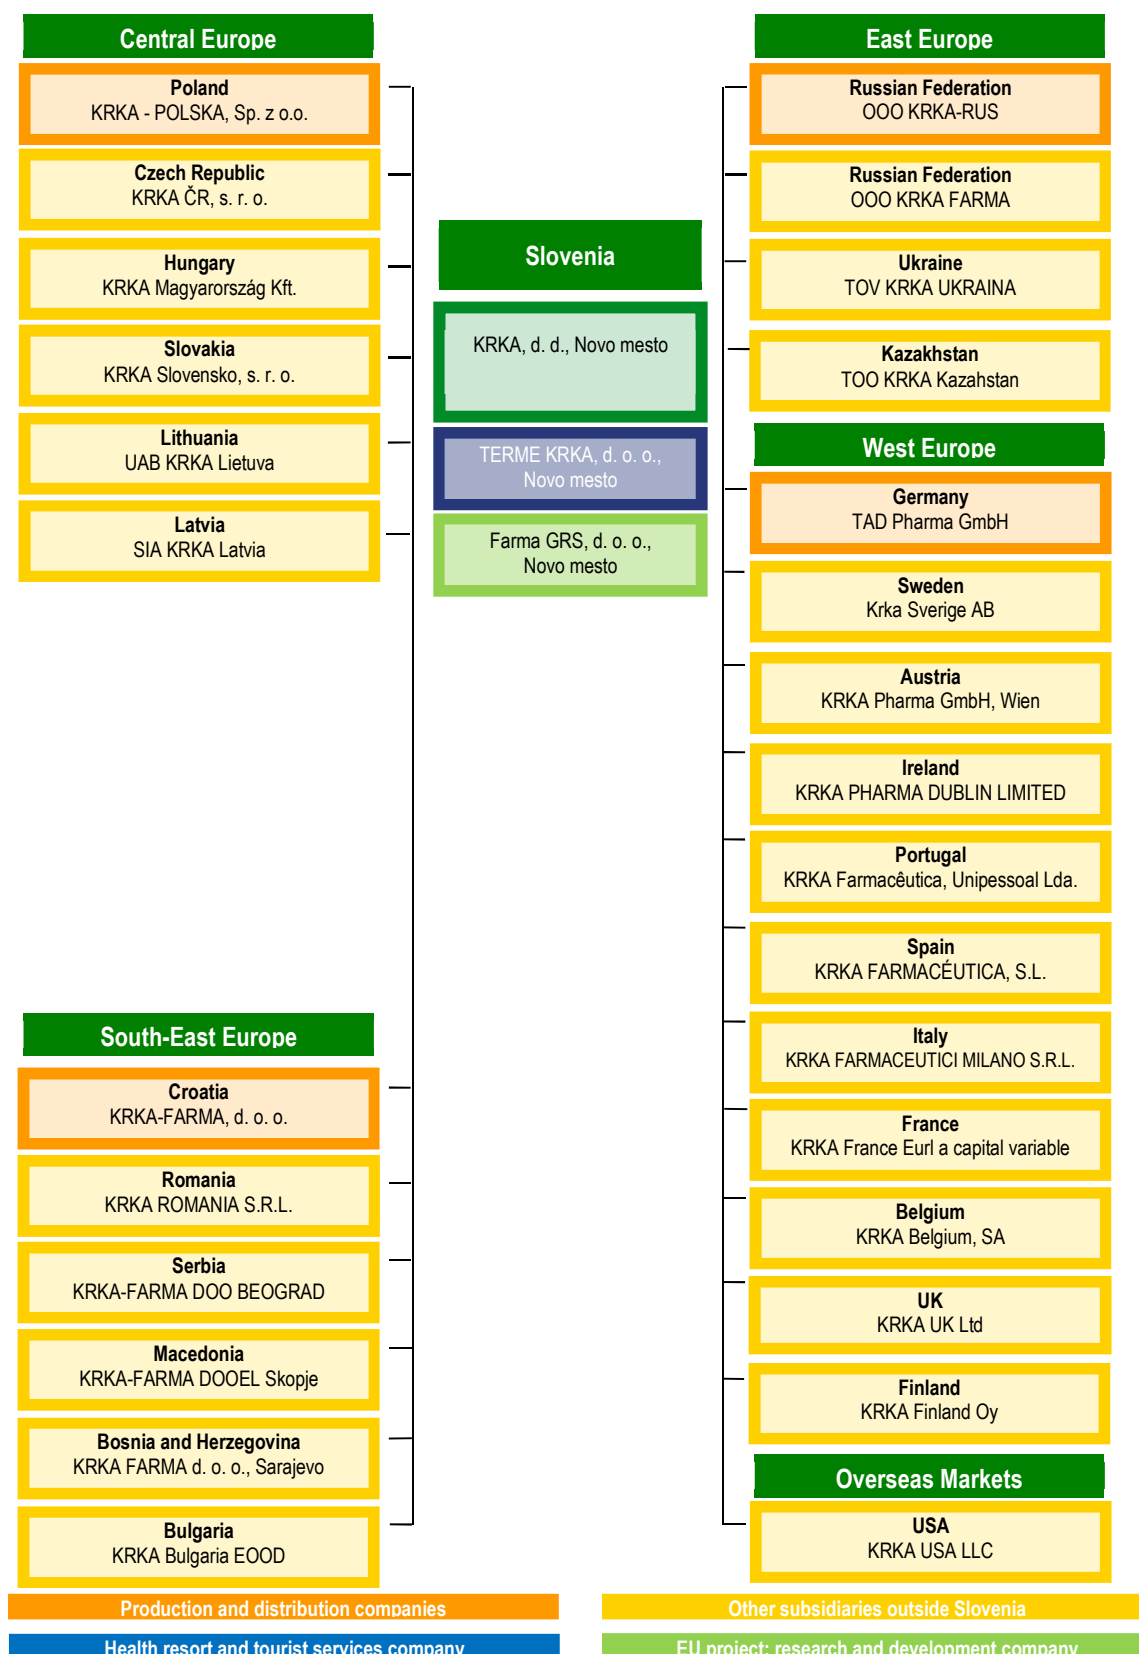 Central Europe
Poland
KRKA - POLSKA, Sp. z o.o.
Czech Republic
KRKA ČR, s. r. o.
Hungary
KRKA Magyarország Kft.
Slovakia
KRKA Slovensko, s. r. o.
Lithuania
UAB KRKA Lietuva
Latvia
SIA KRKA Latvia
South-East Europe
Croatia
KRKA-FARMA, d. o. o.
Romania
KRKA ROMANIA S.R.L.
Serbia
KRKA-FARMA DOO BEOGRAD
Macedonia
KRKA-FARMA DOOEL Skopje
Bosnia and Herzegovina
KRKA FARMA d. o. o., Sarajevo
Bulgaria
KRKA Bulgaria EOOD
Slovenia
KRKA, d. d., Novo mesto
TERME KRKA, d. o. o.,
Novo mesto
Farma GRS, d. o. o.,
Novo mesto
East Europe
Russian Federation
OOO KRKA-RUS
Russian Federation
OOO KRKA FARMA
Ukraine
TOV KRKA UKRAINA
Kazakhstan
TOO KRKA Kazahstan
West Europe
Germany
TAD Pharma GmbH
Sweden
Krka Sverige AB
Austria
KRKA Pharma GmbH, Wien
Ireland
KRKA PHARMA DUBLIN LIMITED
Portugal
KRKA Farmacêutica, Unipessoal Lda.
Spain
KRKA FARMACÉUTICA, S.L.
Italy
KRKA FARMACEUTICI MILANO S.R.L.
France
KRKA France Eurl a capital variable
Belgium
KRKA Belgium, SA
UK
KRKA UK Ltd
Finland
KRKA Finland Oy
Overseas Markets
USA
KRKA USA LLC
Production and distribution companies
Other subsidiaries outside Slovenia
Health resort and tourist services company
EU project: research and development company